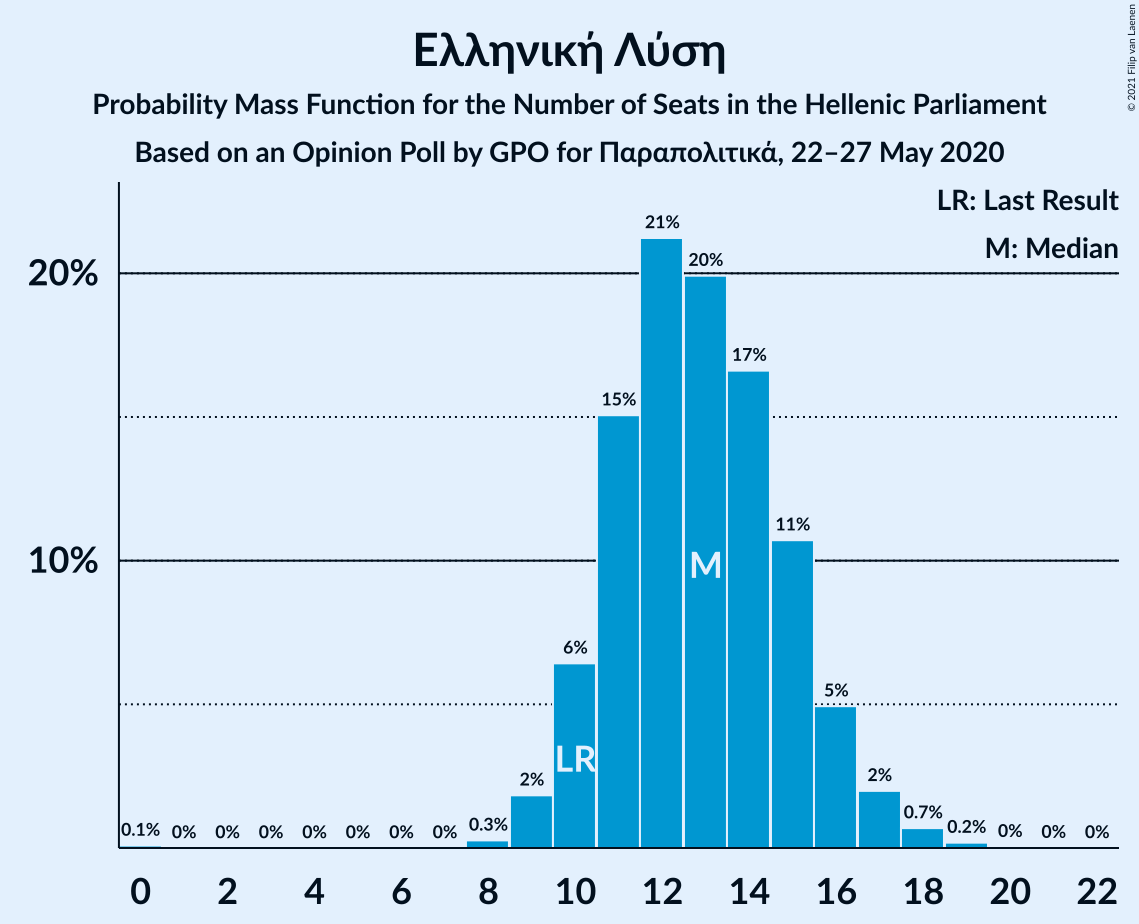 Ελληνική Λύση
Probability Mass Function for the Number of Seats in the Hellenic Parliament
Based on an Opinion Poll by GPO for Παραπολιτικά, 22–27 May 2020
© 2021 Filip van Laenen
LR: Last Result
M: Median
20%
10%
0.1% 0% 0% 0% 0% 0% 0% 0% 0.3% 2% 6% 15% 21% 20% 17% 11% 5% 2% 0.7% 0.2% 0% 0% 0%
M
LR
0 2 4 6 8 10 12 14 16 18 20 22